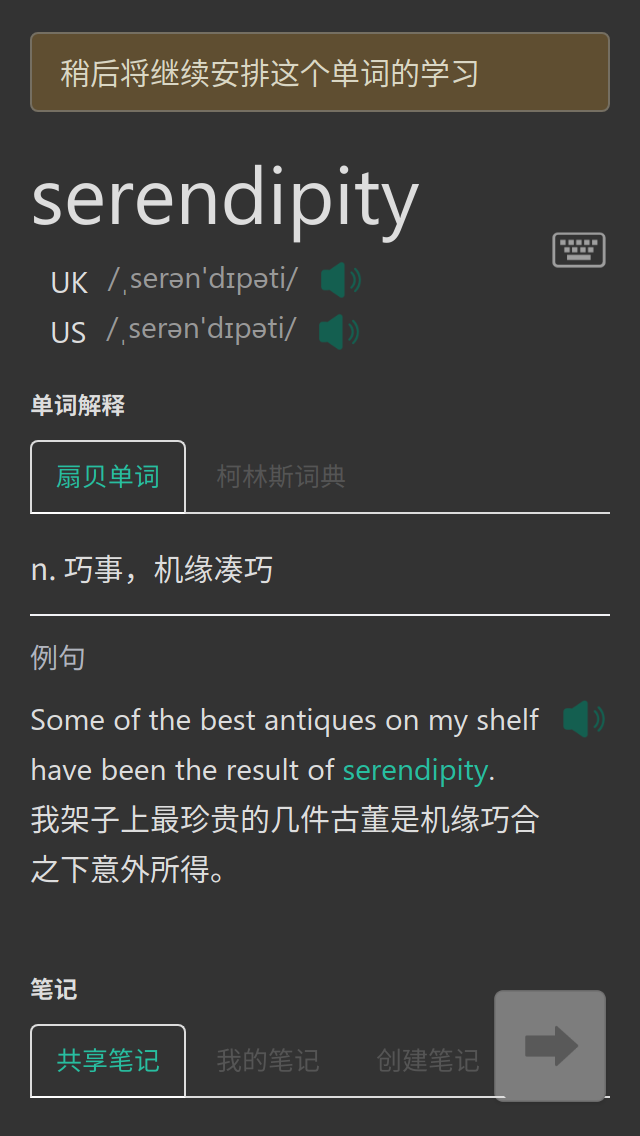 稍后将继续安排这个单词的学习
serendipity
UK /ˌserən'dɪpəti/
US /ˌserən'dɪpəti/
单词解释
扇贝单词 柯林斯词典
n. 巧事，机缘凑巧
例句
Some of the best antiques on my shelf
have been the result of serendipity.
我架子上最珍贵的几件古董是机缘巧合
之下意外所得。
笔记
共享笔记 我的笔记 创建笔记